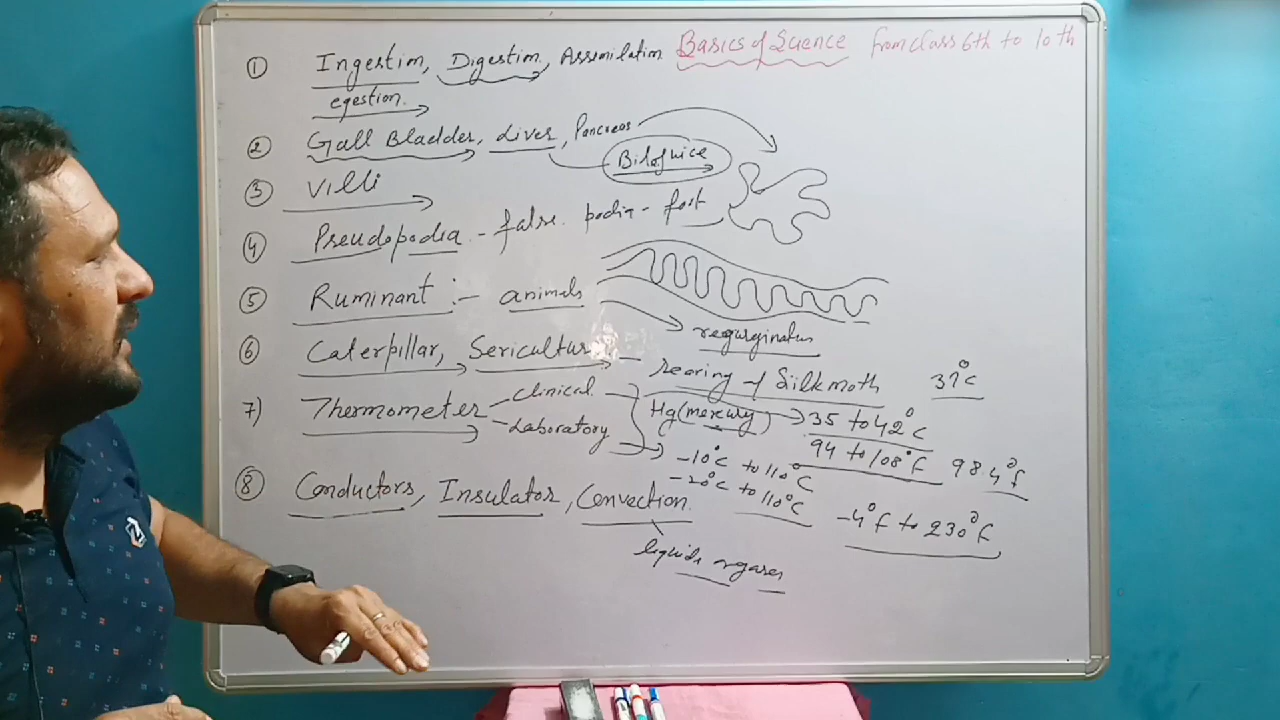 Basics of Science from class 6th to 10th
① Ingestion, Digestion, Assimilation
egestion.
② Gall Bladder, Liver, Pancreas
Bile Juice
③ Villi
④ Pseudopodia - false. podia - foot
⑤ Ruminant :- animals
regurginates
⑥ Caterpillar, Sericulture - rearing of Silkmoth
37°C
7) Thermometer - clinical
- Laboratory
Hg (mercury) → 35 to 42°C
94 to 108°F 98.4°f
-10°C to 110°C
-20°C to 110°C
-4°F to 230°F
⑧ Conductors, Insulator, Convection.
liquids gases